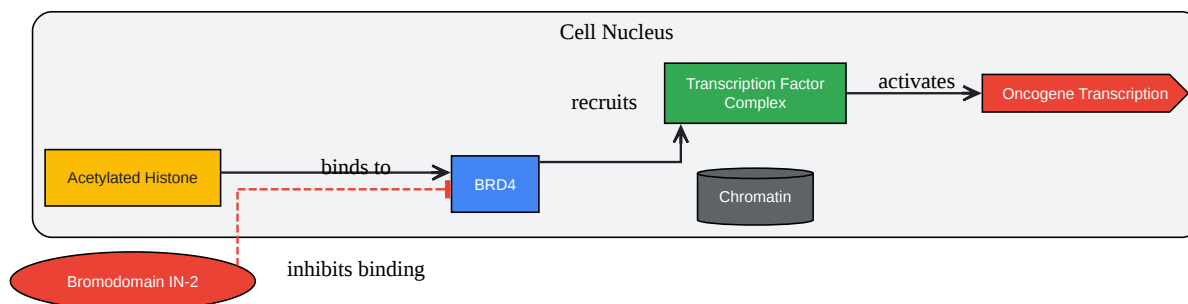 Cell Nucleus
Transcription Factor
Complex
activates
Oncogene Transcription
recruits
binds to
Acetylated Histone
BRD4
Chromatin
inhibits binding
Bromodomain IN-2